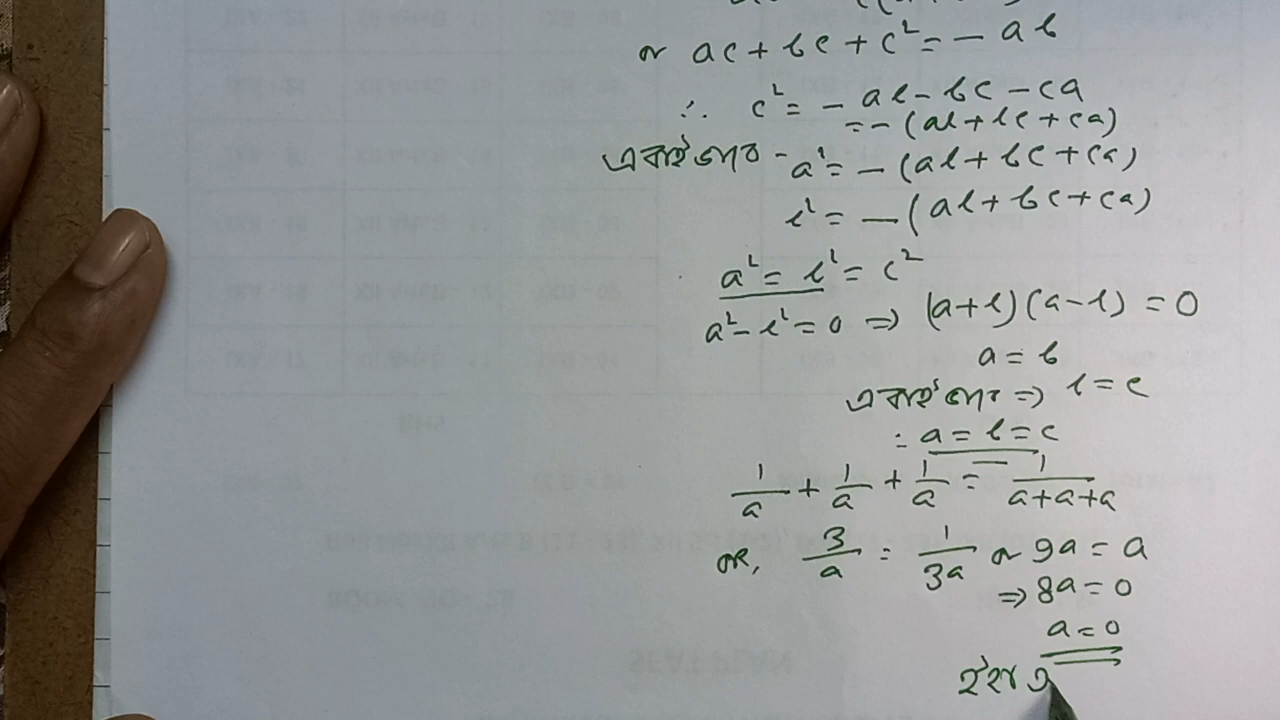 or ac + bc + c² = - ab
∴ c² = - ab - bc - ca
= - (ab + bc + ca)
একইভাবে - a² = - (ab + bc + ca)
b² = - (ab + bc + ca)
a² = b² = c²
a² - b² = 0 ⇒ (a+b)(a-b) = 0
a = b
একইভাবে ⇒ b = c
∴ a = b = c
1/a + 1/a + 1/a = 1/(a+a+a)
or, 3/a = 1/3a or 9a = a
⇒ 8a = 0
a = 0